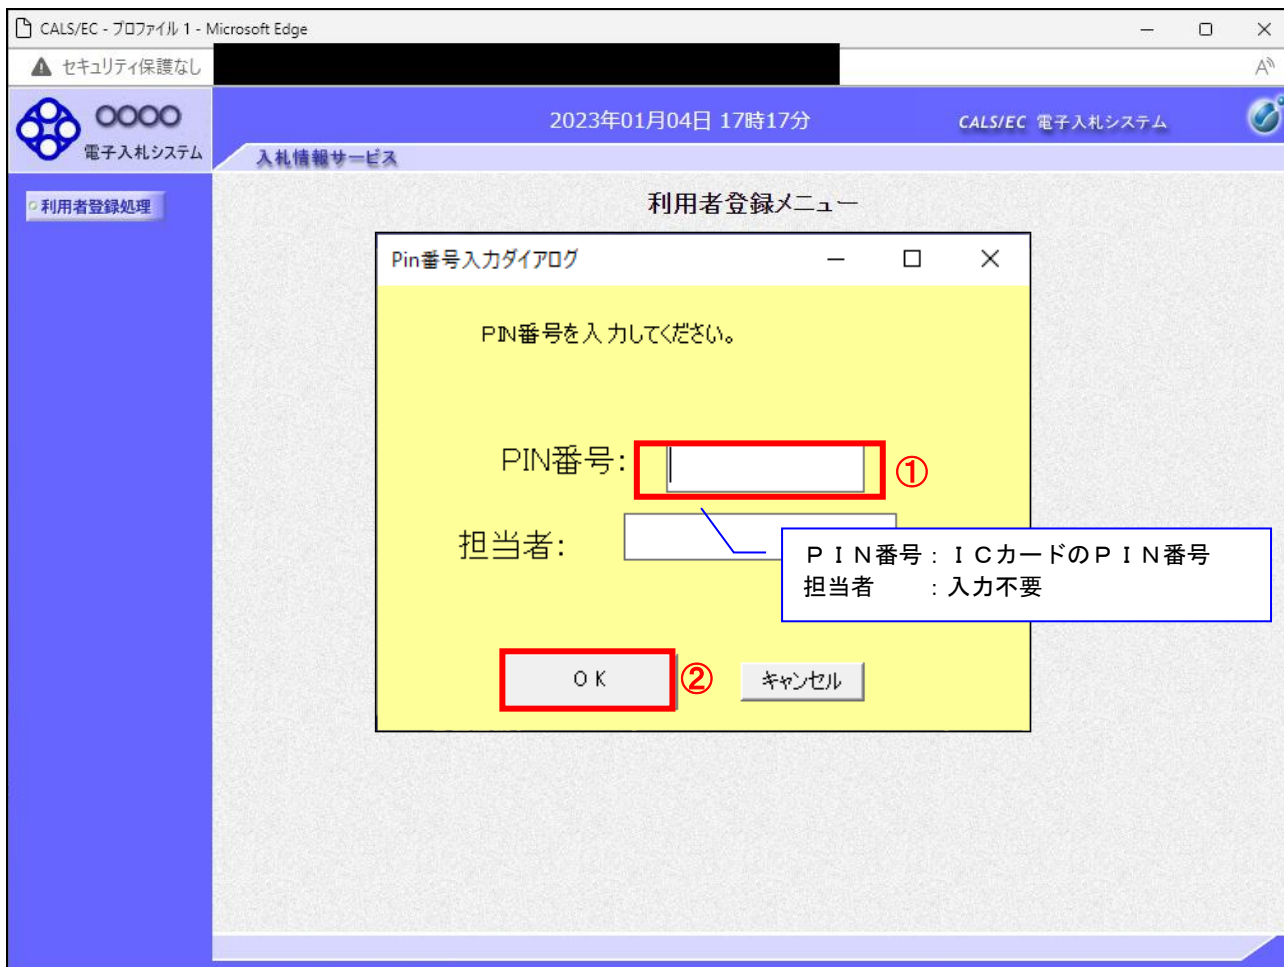 CALS/EC - プロファイル 1 - Microsoft Edge
セキュリティ保護なし
OOOO
電子入札システム
2023年01月04日 17時17分
CALS/EC 電子入札システム
入札情報サービス
利用者登録処理
利用者登録メニュー
Pin番号入力ダイアログ
PIN番号を入力してください。
PIN番号:
①
担当者:
ＰＩＮ番号：ＩＣカードのＰＩＮ番号
担当者　　：入力不要
ＯＫ
②
キャンセル